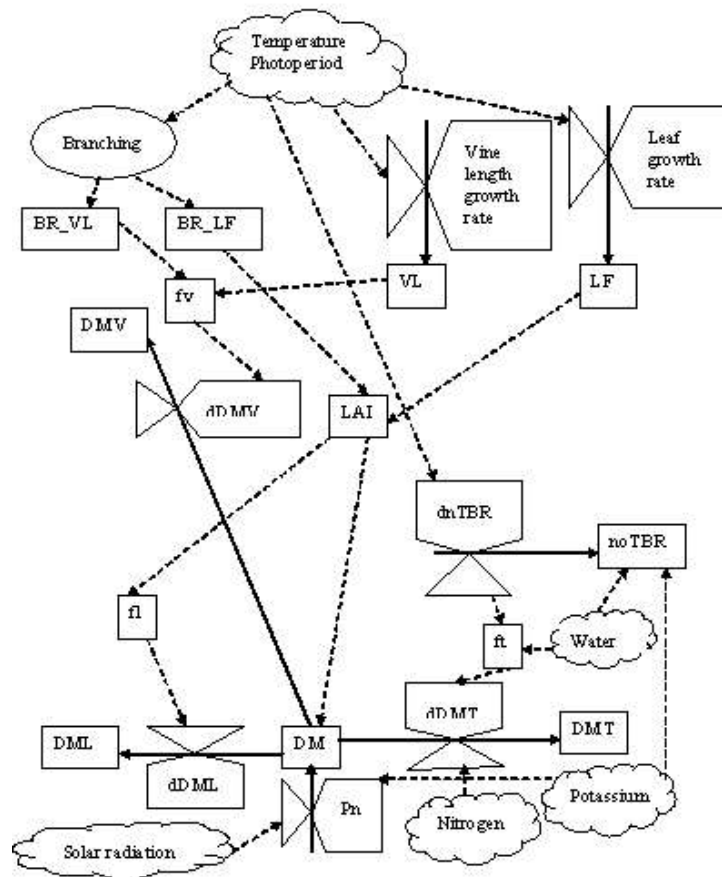 Temperature
Photoperiod
Branching
Vine
length
growth
rate
Leaf
growth
rate
BR_VL
BR_LF
fv
VL
LF
DMV
dDMV
LAI
dnTBR
noTBR
fl
ft
Water
dDMT
DML
DM
DMT
dDML
Pn
Potassium
Nitrogen
Solar radiation